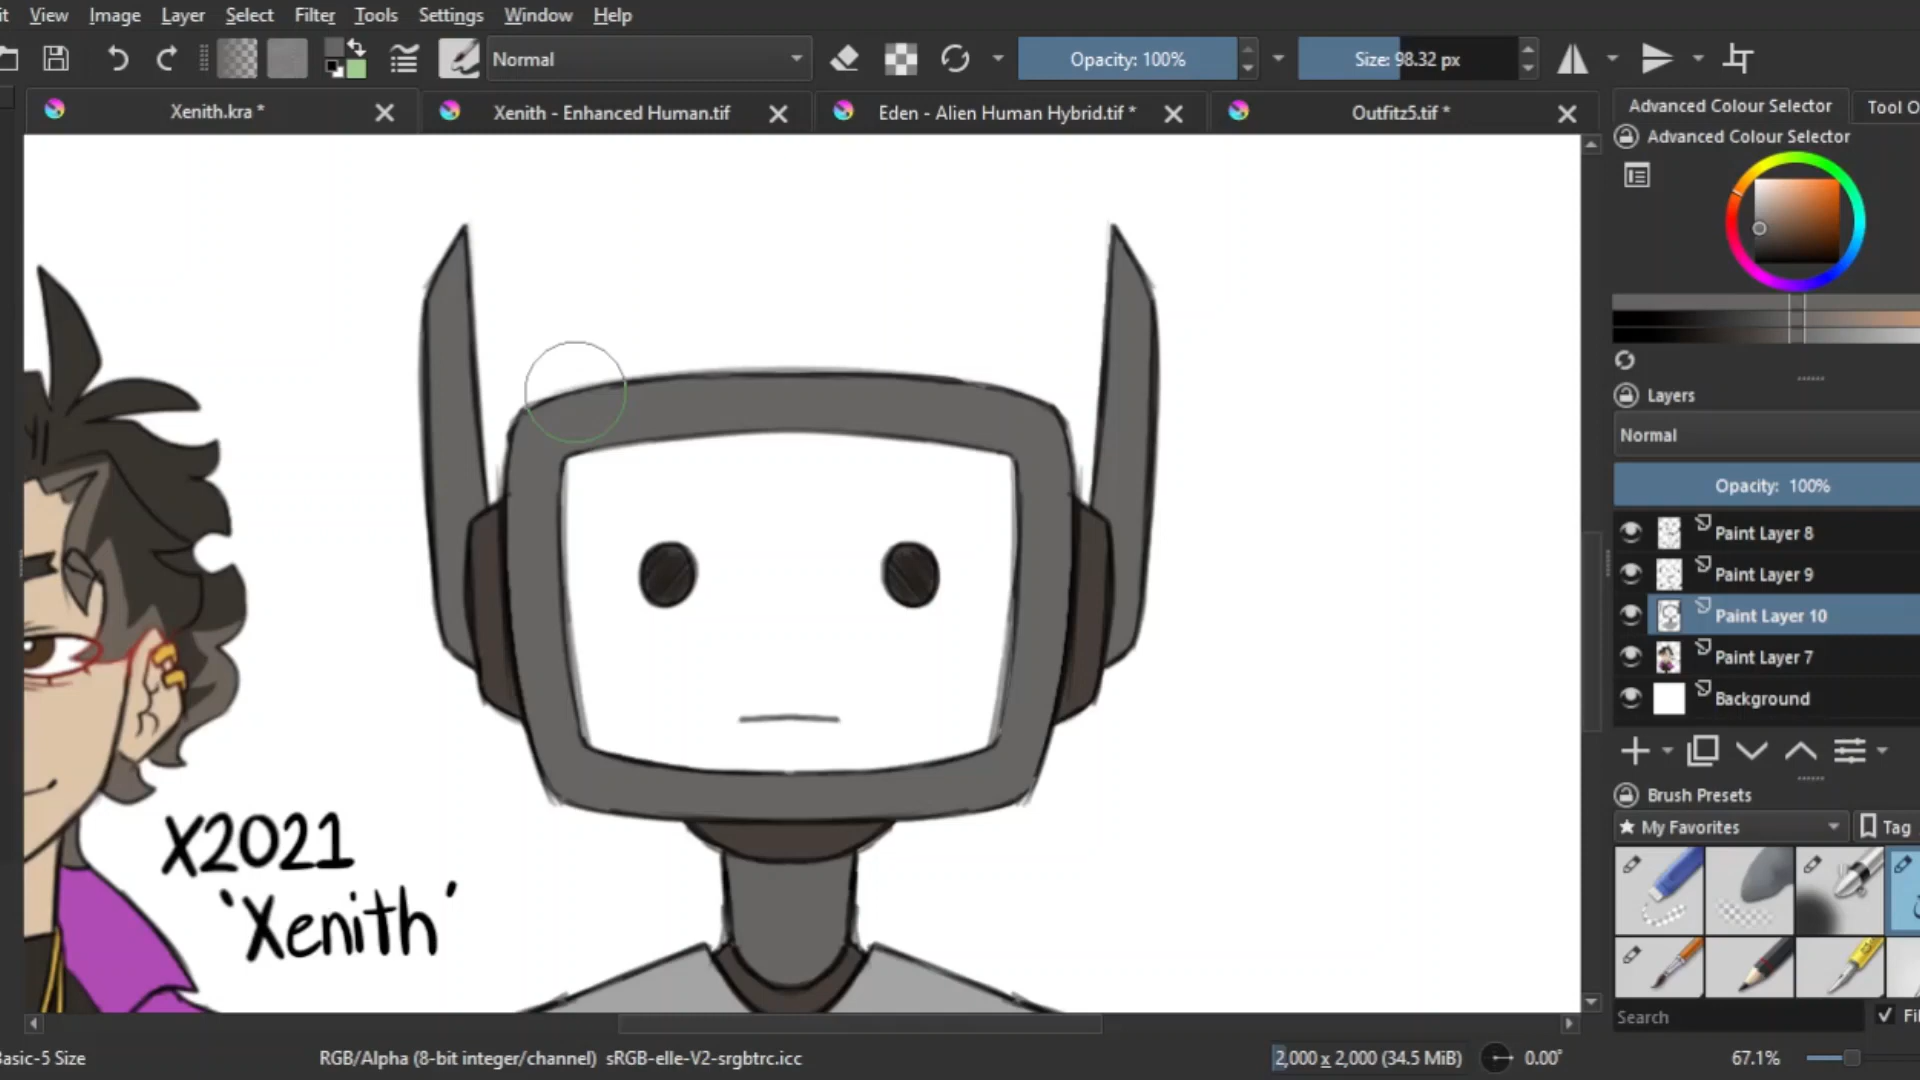 it View Image Layer Select Filter Tools Settings Window Help
Normal Opacity: 100% Size: 98.32 px
Xenith.kra * Xenith - Enhanced Human.tif Eden - Alien Human Hybrid.tif * Outfitz5.tif *
Advanced Colour Selector Tool O
Advanced Colour Selector
Layers
Normal
Opacity: 100%
Paint Layer 8
Paint Layer 9
Paint Layer 10
Paint Layer 7
Background
Brush Presets
★ My Favorites Tag
Search Fil
X2021
'Xenith'
Basic-5 Size RGB/Alpha (8-bit integer/channel) sRGB-elle-V2-srgbtrc.icc 2,000 x 2,000 (34.5 MiB) 0.00° 67.1%